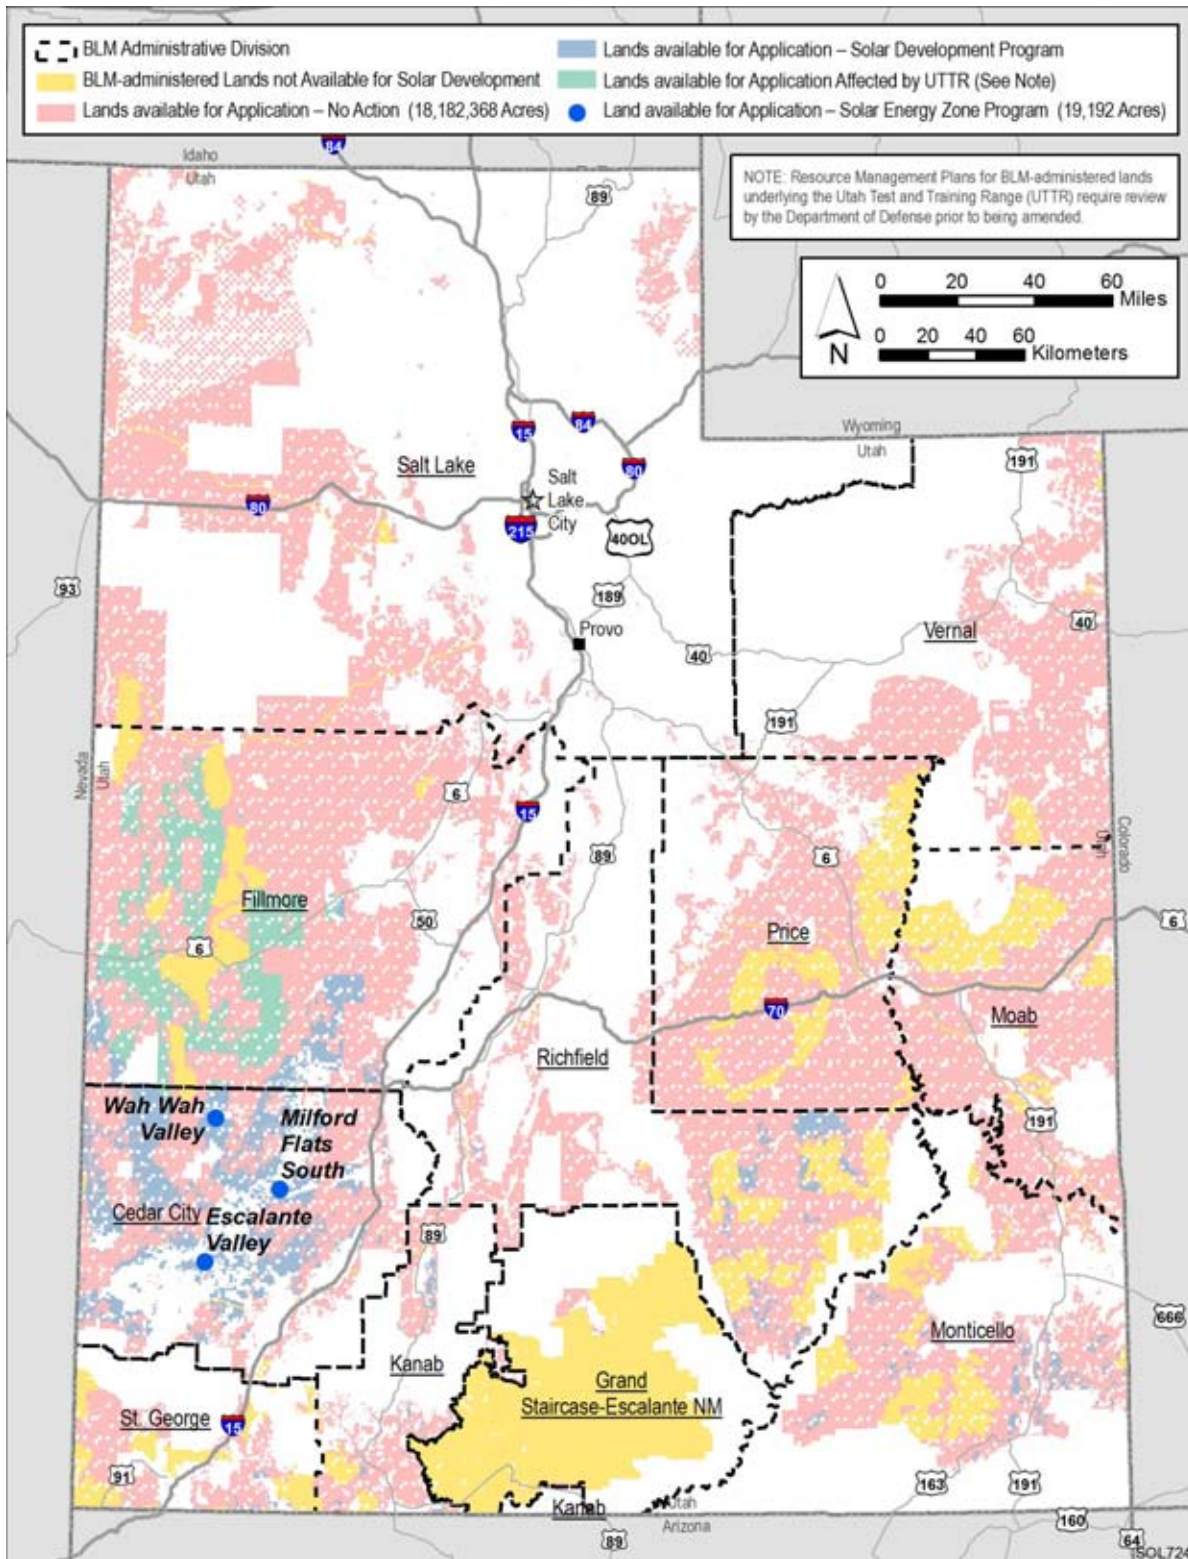 BLM Administrative Division
BLM-administered Lands not Available for Solar Development
Lands available for Application – No Action (18,182,368 Acres)
Lands available for Application – Solar Development Program
Lands available for Application Affected by UTTR (See Note)
Land available for Application – Solar Energy Zone Program (19,192 Acres)
84
Idaho
Utah
89
NOTE: Resource Management Plans for BLM-administered lands
underlying the Utah Test and Training Range (UTTR) require review
by the Department of Defense prior to being amended.
0 20 40 60
Miles
0 20 40 60
Kilometers
N
15
84
Wyoming
Utah
191
Salt Lake
80
Salt
Lake
City
80
215
40OL
93
189
Provo
Vernal
40
40
191
Nevada
Utah
6
15
89
6
Colorado
Utah
Fillmore
50
6
Price
6
70
Moab
Richfield
Wah Wah
Valley
Milford
Flats
South
191
Cedar City
Escalante
Valley
89
666
Monticello
Kanab
Grand
Staircase-Escalante NM
St. George
15
91
163
191
Kanab
Utah
Arizona
160
89
64
SOL724